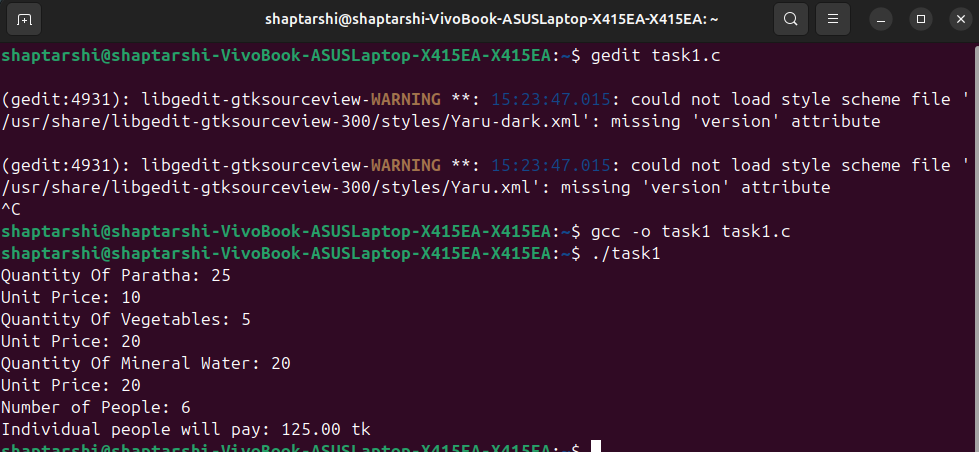 shaptarshi@shaptarshi-VivoBook-ASUSLaptop-X415EA-X415EA: ~
shaptarshi@shaptarshi-VivoBook-ASUSLaptop-X415EA-X415EA:~$ gedit task1.c
(gedit:4931): libgedit-gtksourceview-WARNING **: 15:23:47.015: could not load style scheme file '
/usr/share/libgedit-gtksourceview-300/styles/Yaru-dark.xml': missing 'version' attribute
(gedit:4931): libgedit-gtksourceview-WARNING **: 15:23:47.015: could not load style scheme file '
/usr/share/libgedit-gtksourceview-300/styles/Yaru.xml': missing 'version' attribute
^C
shaptarshi@shaptarshi-VivoBook-ASUSLaptop-X415EA-X415EA:~$ gcc -o task1 task1.c
shaptarshi@shaptarshi-VivoBook-ASUSLaptop-X415EA-X415EA:~$ ./task1
Quantity Of Paratha: 25
Unit Price: 10
Quantity Of Vegetables: 5
Unit Price: 20
Quantity Of Mineral Water: 20
Unit Price: 20
Number of People: 6
Individual people will pay: 125.00 tk
shaptarshi@shaptarshi-VivoBook-ASUSLaptop-X415EA-X415EA:~$